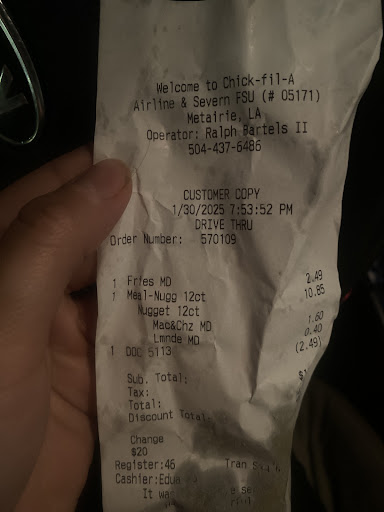 Welcome to Chick-fil-A
Airline & Severn FSU (# 05171)
Metairie, LA
Operator: Ralph Bartels II
504-437-6486
CUSTOMER COPY
1/30/2025 7:53:52 PM
DRIVE THRU
Order Number: 570109
1 Fries MD 2.49
1 Meal-Nugg 12ct 10.85
Nugget 12ct
Mac&Chz MD 1.60
Lmnde MD 0.40
1 DOC 5113 (2.49)
Sub. Total:
Tax:
Total:
Discount Total:
Change
$20
Register:46 Tran
Cashier:
It